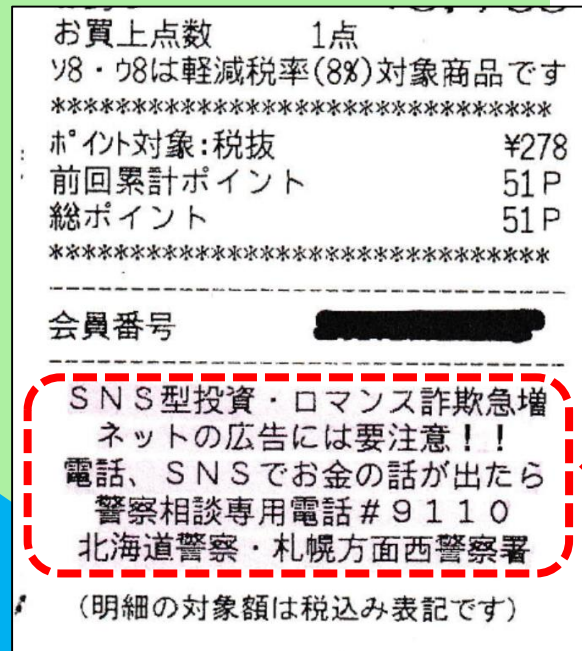 お買上点数 1点
ソ8・ウ8は軽減税率(8%)対象商品です
*******************************
ポイント対象:税抜 ¥278
前回累計ポイント 51P
総ポイント 51P
*******************************
会員番号
SNS型投資・ロマンス詐欺急増
ネットの広告には要注意!!
電話、SNSでお金の話が出たら
警察相談専用電話#9110
北海道警察・札幌方面西警察署
(明細の対象額は税込み表記です)